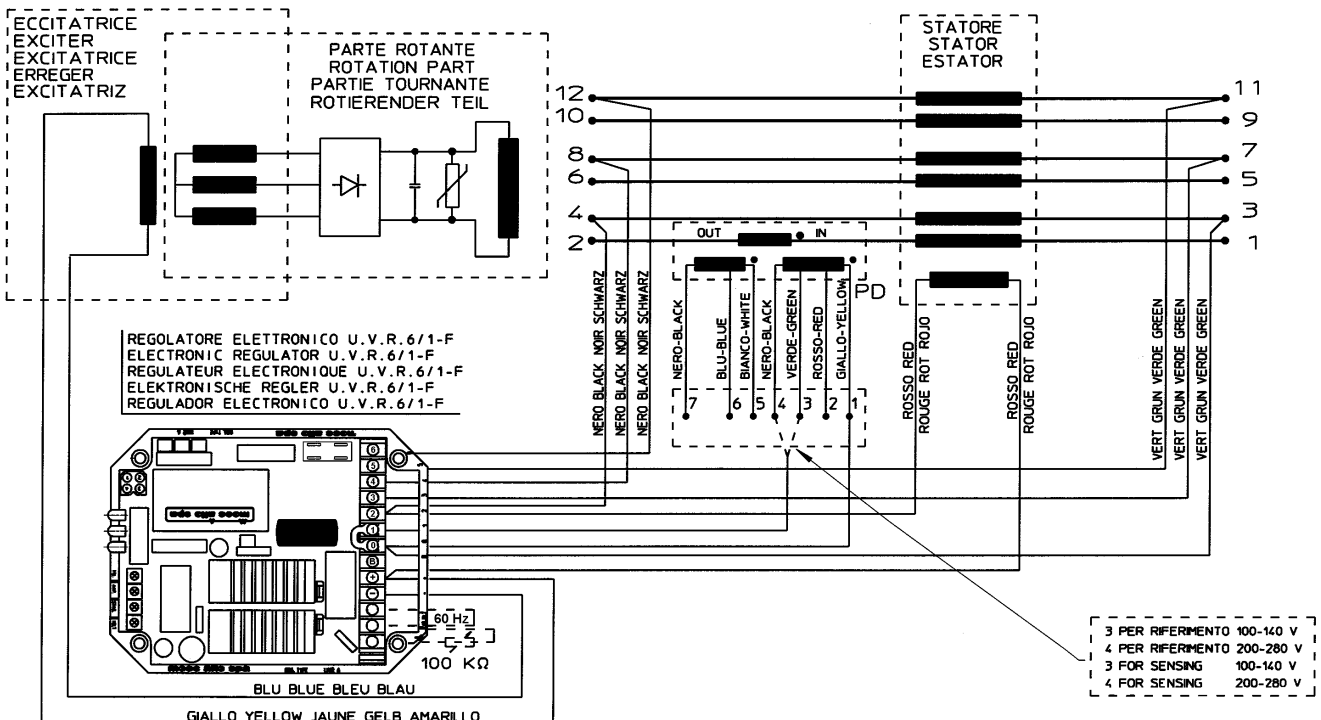 ECCITATRICE
EXCITER
EXCITATRICE
ERREGER
EXCITATRIZ
PARTE ROTANTE
ROTATION PART
PARTIE TOURNANTE
ROTIERENDER TEIL
STATORE
STATOR
ESTATOR
12
10
8
6
4
2
11
9
7
5
3
1
OUT
IN
PD
NERO BLACK NOIR SCHWARZ
NERO BLACK NOIR SCHWARZ
NERO BLACK NOIR SCHWARZ
NERO-BLACK
BLU-BLUE
BIANCO-WHITE
NERO-BLACK
VERDE-GREEN
ROSSO-RED
GIALLO-YELLOW
7
6
5
4
3
2
1
ROSSO RED
ROUGE ROT ROJO
ROSSO RED
ROUGE ROT ROJO
VERT GRUN VERDE GREEN
VERT GRUN VERDE GREEN
VERT GRUN VERDE GREEN
REGOLATORE ELETTRONICO U.V.R.6/1-F
ELECTRONIC REGULATOR U.V.R.6/1-F
REGULATEUR ELECTRONIQUE U.V.R.6/1-F
ELEKTRONISCHE REGLER U.V.R.6/1-F
REGULADOR ELECTRONICO U.V.R.6/1-F
6
5
4
3
2
1
0
B
+
-
60 Hz
100 KΩ
BLU BLUE BLEU BLAU
GIALLO YELLOW JAUNE GELB AMARILLO
3 PER RIFERIMENTO 100-140 V
4 PER RIFERIMENTO 200-280 V
3 FOR SENSING 100-140 V
4 FOR SENSING 200-280 V